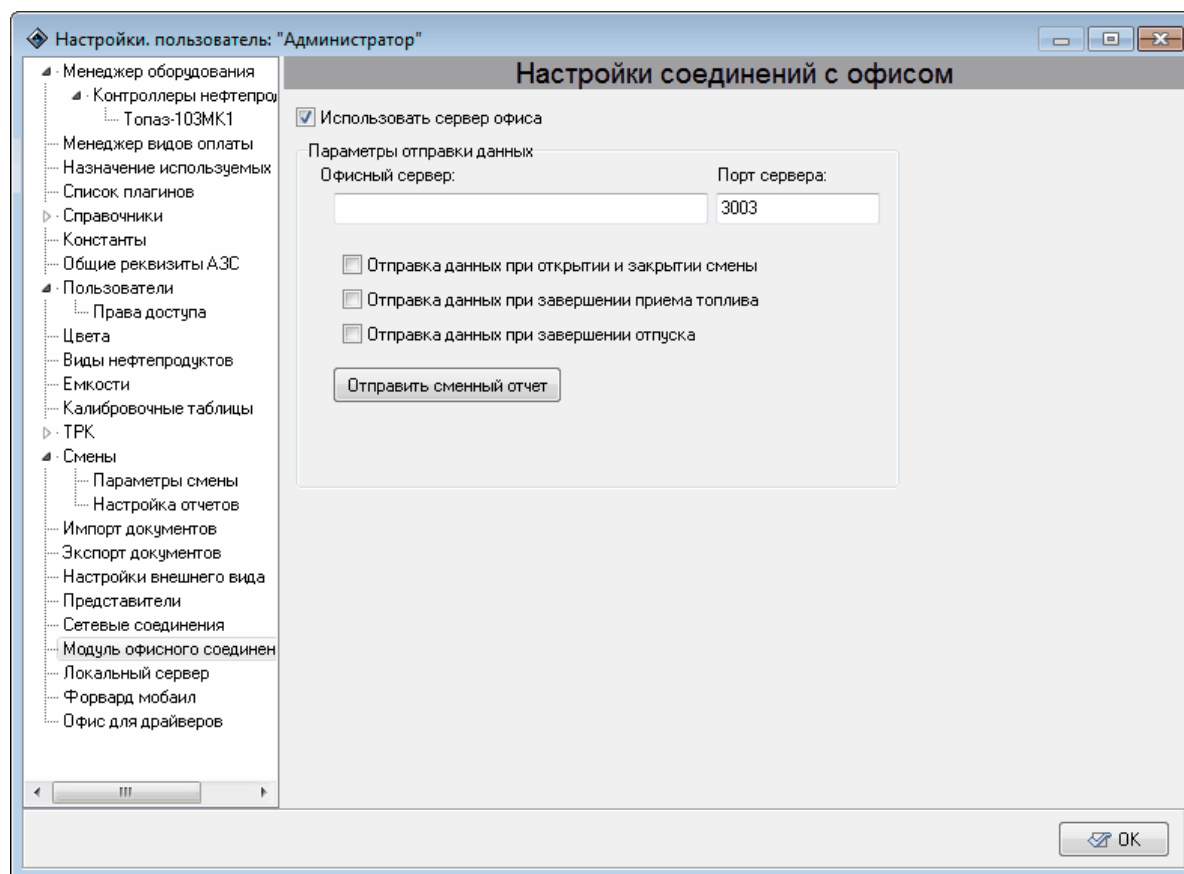 Настройки. пользователь: "Администратор"
Менеджер оборудования
Контроллеры нефтепрод
Топаз-103МК1
Менеджер видов оплаты
Назначение используемых
Список плагинов
Справочники
Константы
Общие реквизиты АЗС
Пользователи
Права доступа
Цвета
Виды нефтепродуктов
Емкости
Калибровочные таблицы
ТРК
Смены
Параметры смены
Настройка отчетов
Импорт документов
Экспорт документов
Настройки внешнего вида
Представители
Сетевые соединения
Модуль офисного соединен
Локальный сервер
Форвард мобаил
Офис для драйверов
Настройки соединений с офисом
Использовать сервер офиса
Параметры отправки данных
Офисный сервер: Порт сервера:
3003
Отправка данных при открытии и закрытии смены
Отправка данных при завершении приема топлива
Отправка данных при завершении отпуска
Отправить сменный отчет
OK